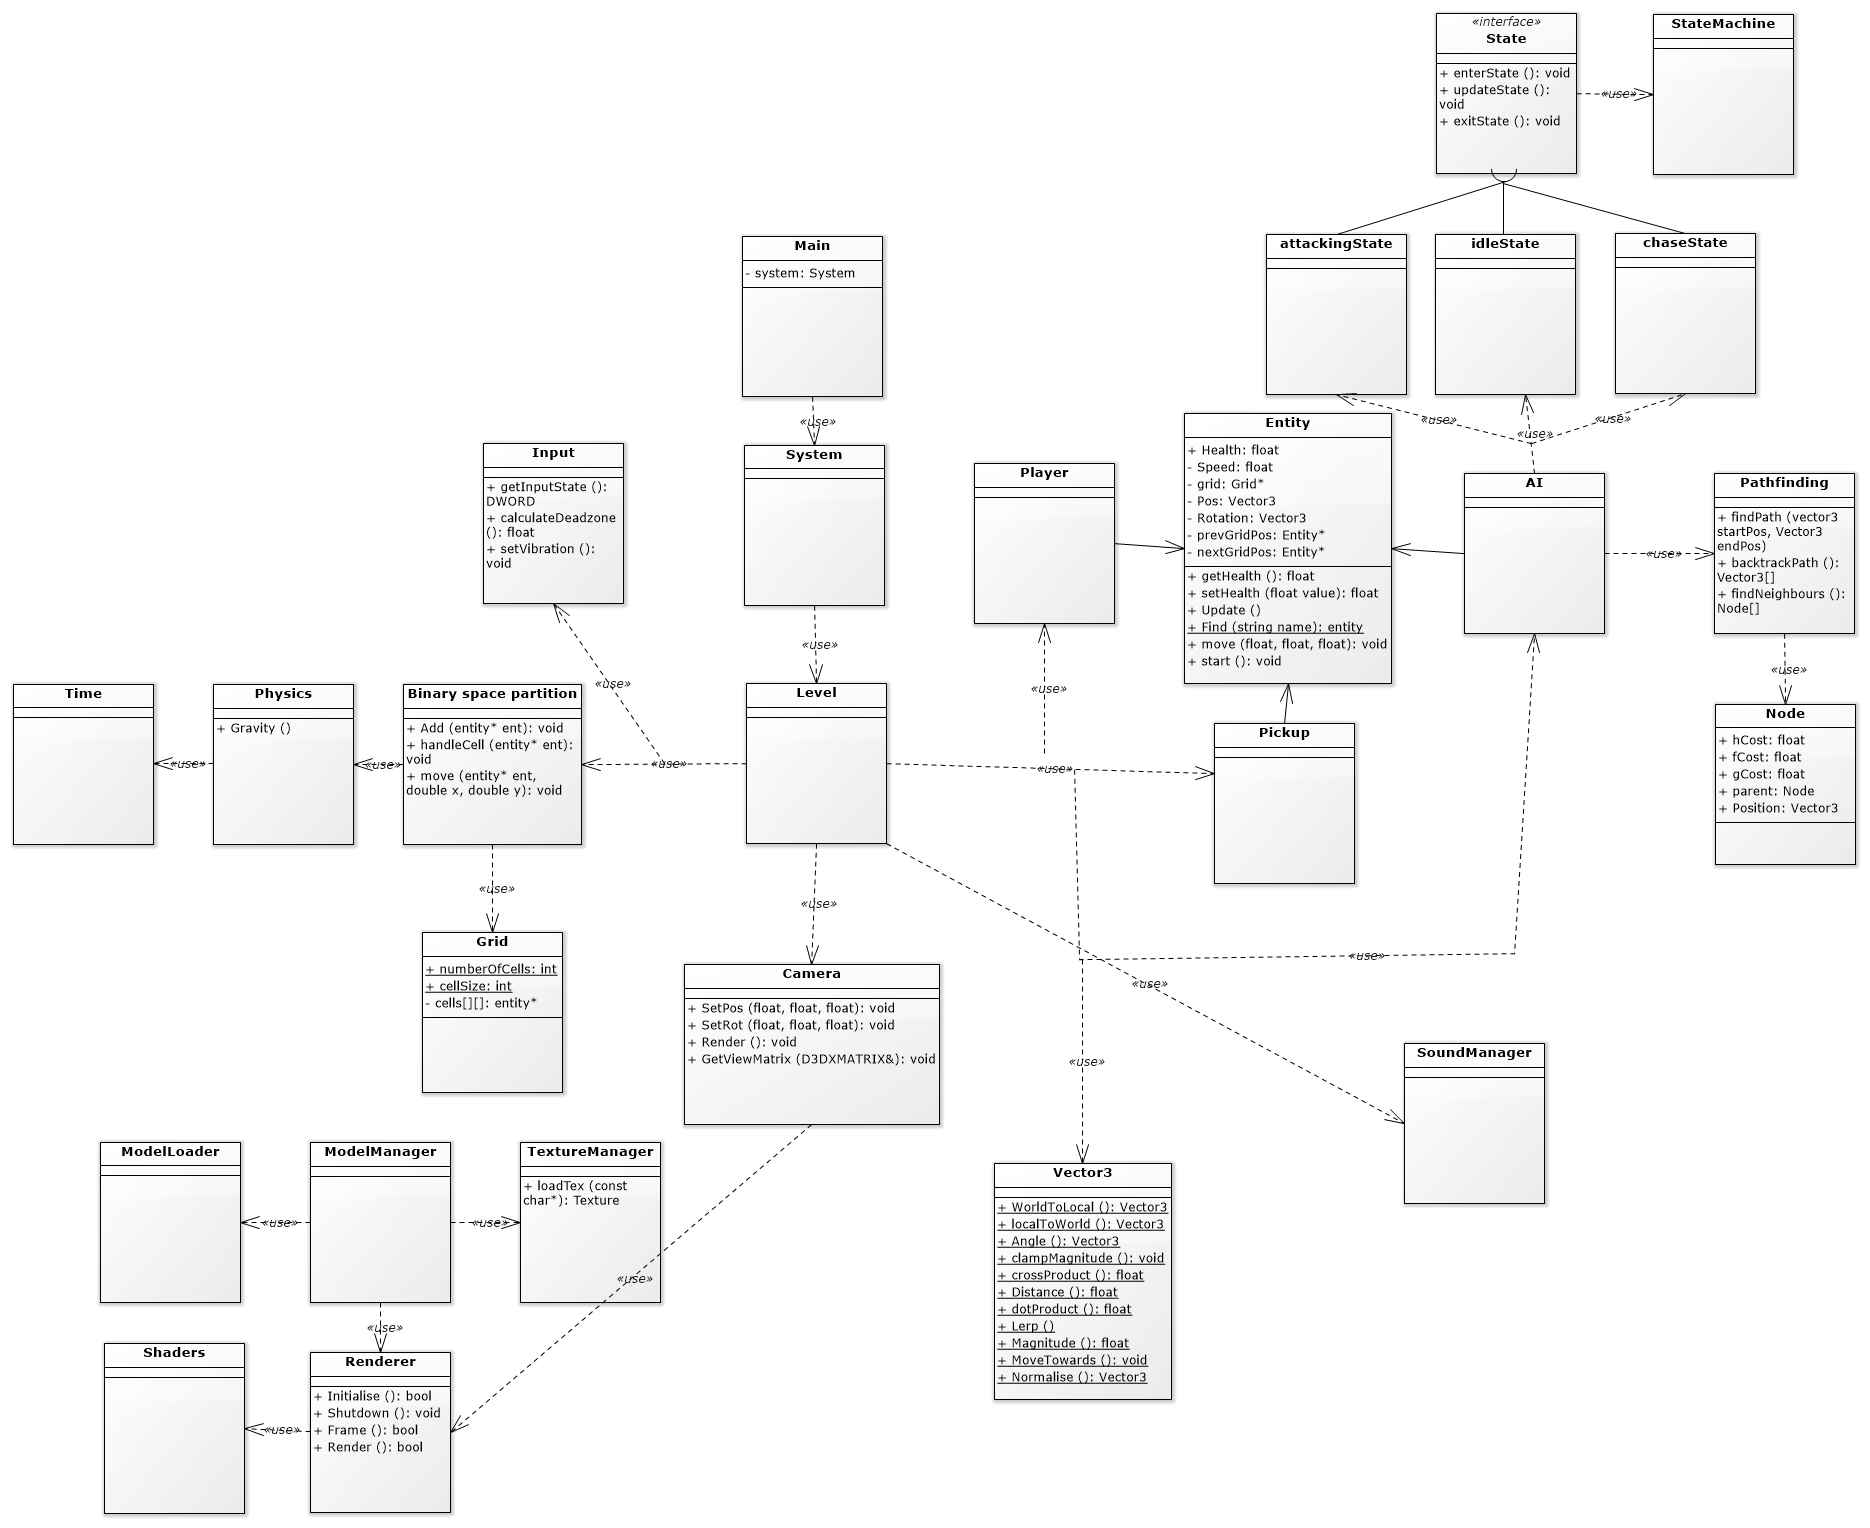 «interface»
State
+ enterState (): void
+ updateState ():
void
+ exitState (): void
«use»
StateMachine
attackingState
idleState
chaseState
«use»
«use»
«use»
Main
- system: System
«use»
System
«use»
Input
+ getInputState ():
DWORD
+ calculateDeadzone
(): float
+ setVibration ():
void
«use»
Player
«use»
Entity
+ Health: float
- Speed: float
- grid: Grid*
- Pos: Vector3
- Rotation: Vector3
- prevGridPos: Entity*
- nextGridPos: Entity*
+ getHealth (): float
+ setHealth (float value): float
+ Update ()
+ Find (string name): entity
+ move (float, float, float): void
+ start (): void
AI
«use»
Pathfinding
+ findPath (vector3
startPos, Vector3
endPos)
+ backtrackPath ():
Vector3[]
+ findNeighbours ():
Node[]
«use»
Node
+ hCost: float
+ fCost: float
+ gCost: float
+ parent: Node
+ Position: Vector3
Time
«use»
Physics
+ Gravity ()
«use»
Binary space partition
+ Add (entity* ent): void
+ handleCell (entity* ent):
void
+ move (entity* ent,
double x, double y): void
«use»
Level
«use»
Pickup
«use»
Grid
+ numberOfCells: int
+ cellSize: int
- cells[][]: entity*
«use»
Camera
+ SetPos (float, float, float): void
+ SetRot (float, float, float): void
+ Render (): void
+ GetViewMatrix (D3DXMATRIX&): void
«use»
«use»
«use»
SoundManager
ModelLoader
«use»
ModelManager
«use»
TextureManager
+ loadTex (const
char*): Texture
«use»
«use»
Shaders
«use»
Renderer
+ Initialise (): bool
+ Shutdown (): void
+ Frame (): bool
+ Render (): bool
Vector3
+ WorldToLocal (): Vector3
+ localToWorld (): Vector3
+ Angle (): Vector3
+ clampMagnitude (): void
+ crossProduct (): float
+ Distance (): float
+ dotProduct (): float
+ Lerp ()
+ Magnitude (): float
+ MoveTowards (): void
+ Normalise (): Vector3